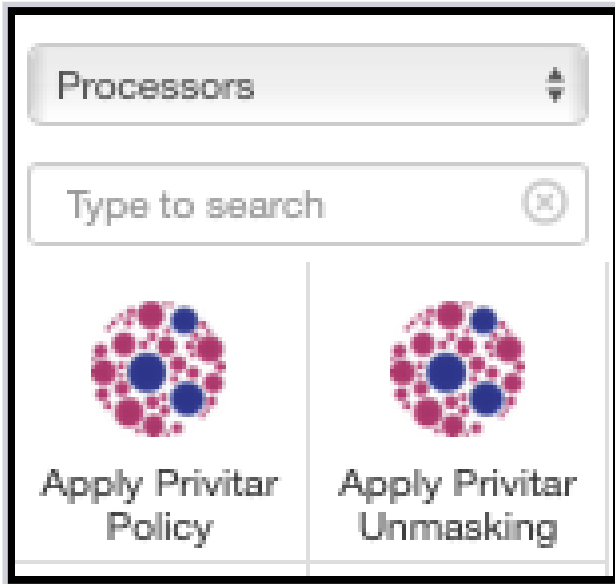 Processors
Type to search
Apply Privitar
Policy
Apply Privitar
Unmasking